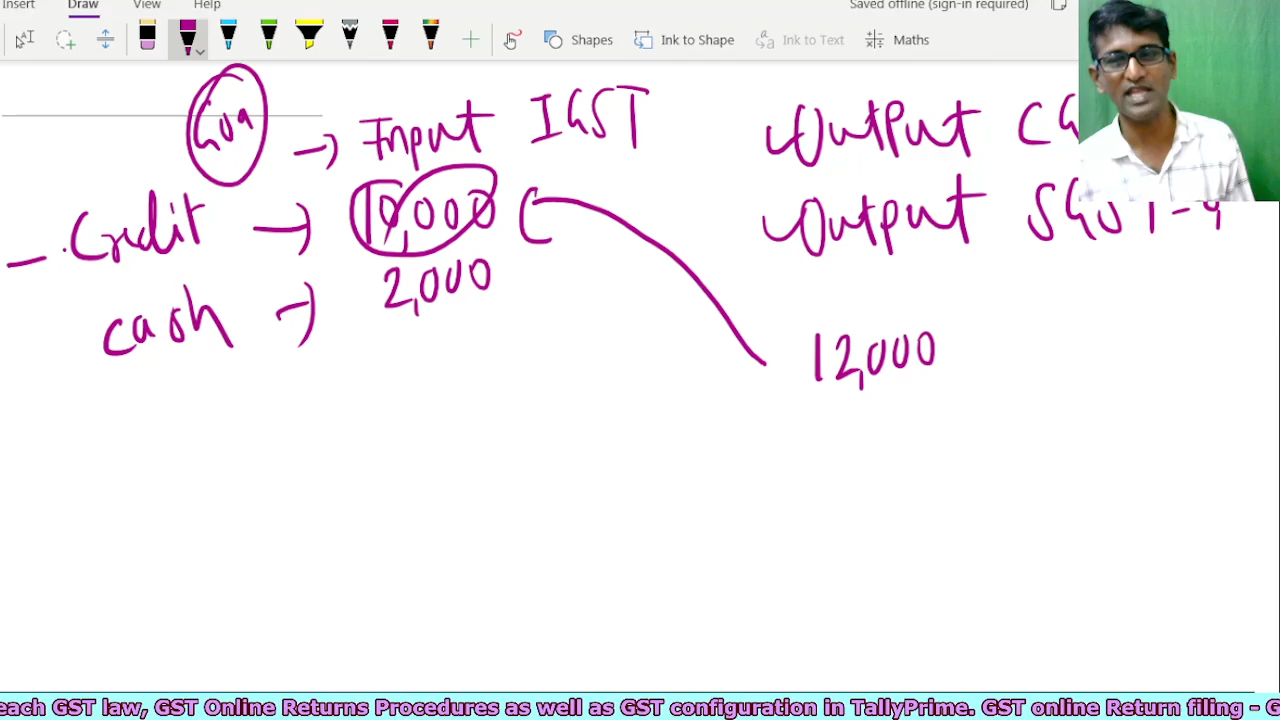 Insert Draw View Help
Saved offline (sign-in required)
Shapes Ink to Shape Ink to Text Maths
Goa → Input IGST
Output CG
– Credit → 10,000
Output SGST-
cash → 2,000
12,000
each GST law, GST Online Returns Procedures as well as GST configuration in TallyPrime. GST online Return filing - G